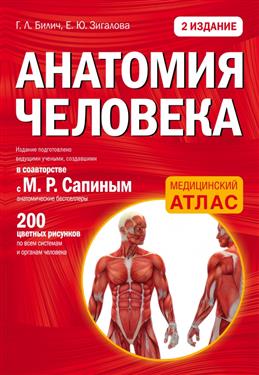 Г. Л. Билич, Е. Ю. Зигалова
2 ИЗДАНИЕ
АНАТОМИЯ
ЧЕЛОВЕКА
Издание подготовлено
ведущими учеными, создавшими
в соавторстве
с М. Р. Сапиным
анатомические бестселлеры
МЕДИЦИНСКИЙ
АТЛАС
200
цветных рисунков
по всем системам
и органам человека